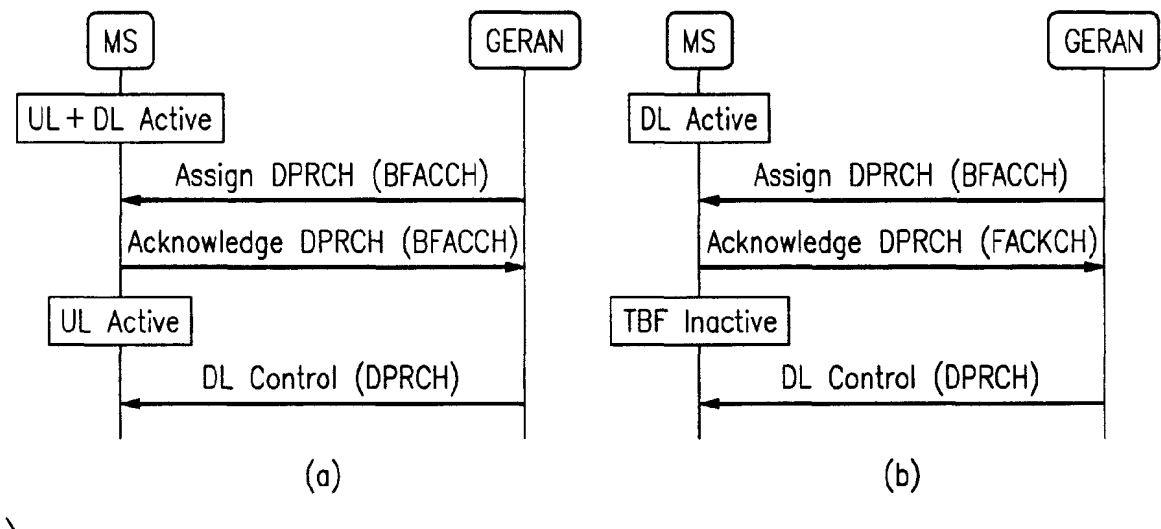 MS
GERAN
UL + DL Active
Assign DPRCH (BFACCH)
Acknowledge DPRCH (BFACCH)
UL Active
DL Control (DPRCH)
(a)
MS
GERAN
DL Active
Assign DPRCH (BFACCH)
Acknowledge DPRCH (FACKCH)
TBF Inactive
DL Control (DPRCH)
(b)